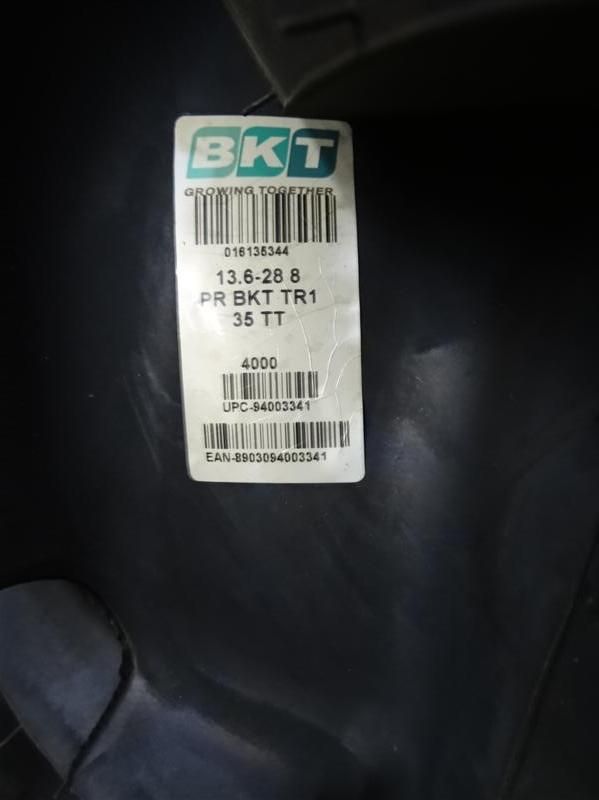 BKT
GROWING TOGETHER
016135344
13.6-28 8
PR BKT TR1
35 TT
4000
UPC-94003341
EAN-8903094003341